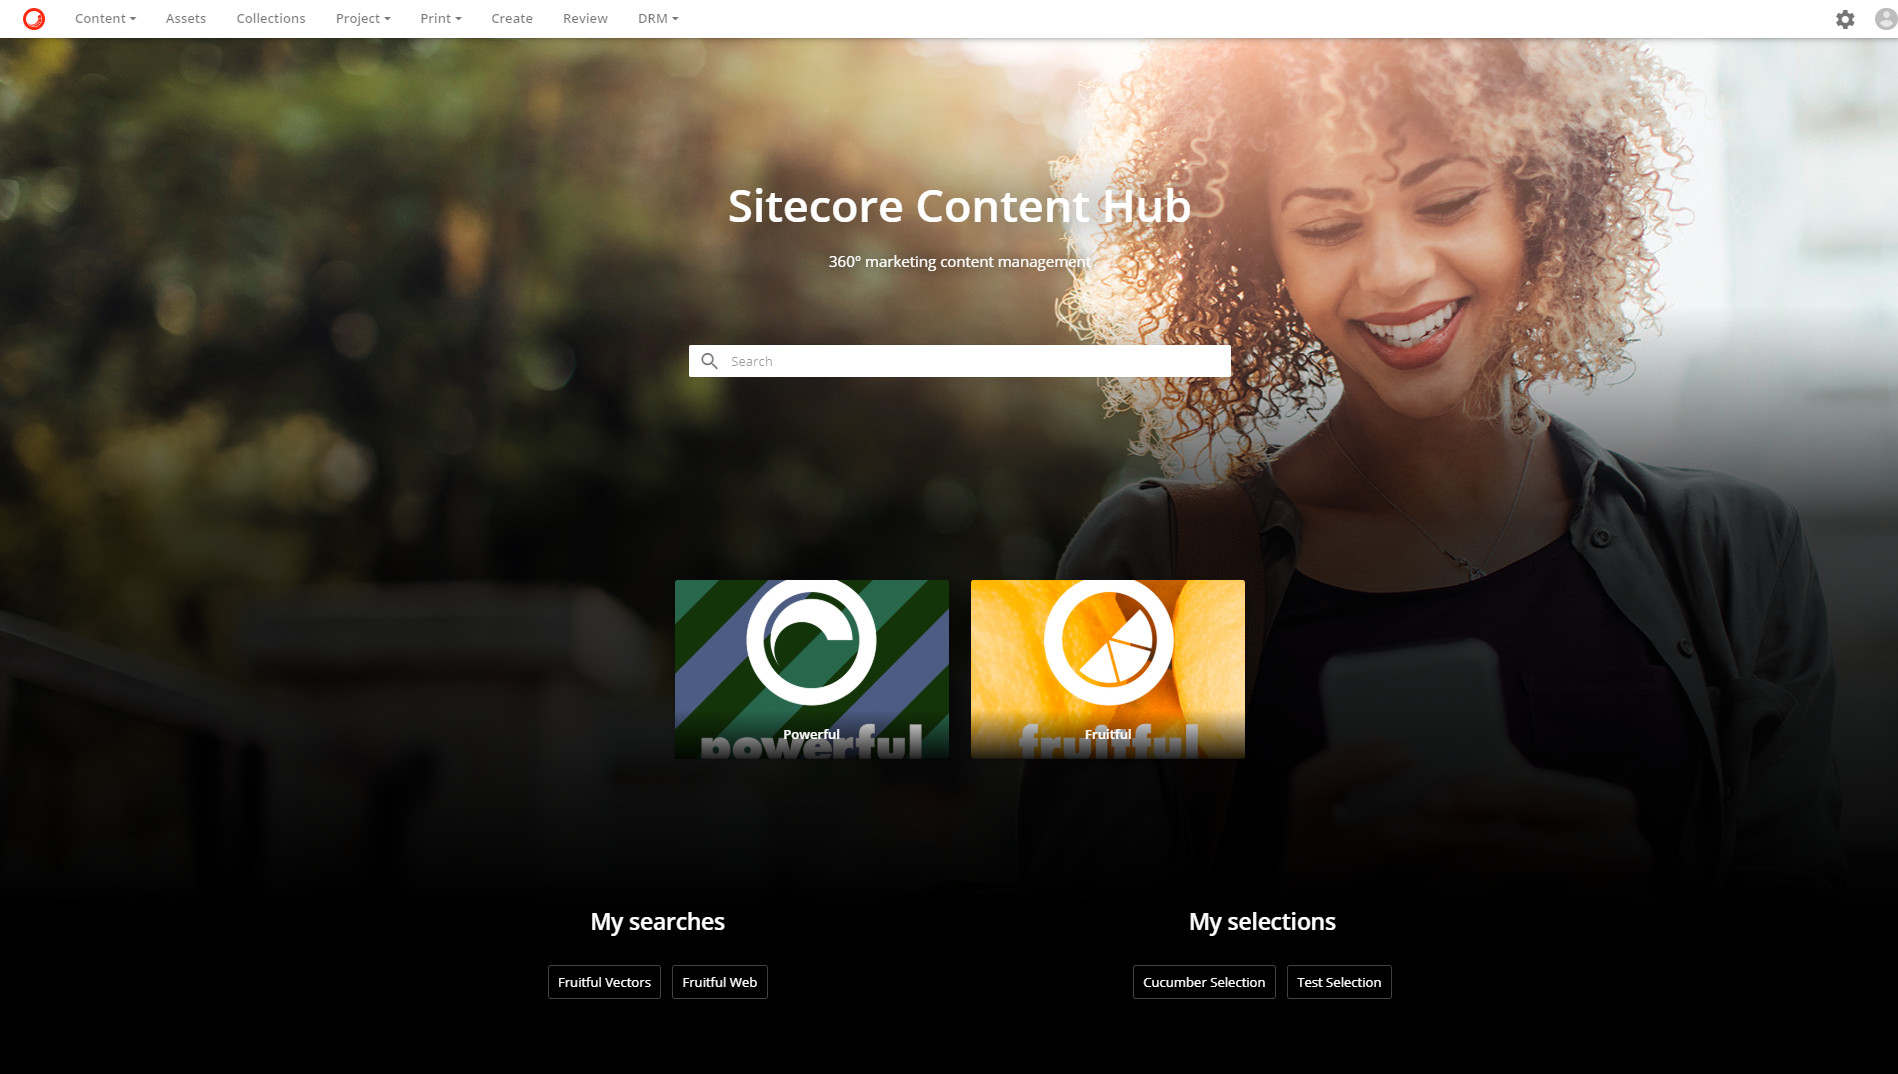 Content Assets Collections Project Print Create Review DRM
Sitecore Content Hub
360° marketing content management
Search
powerful
Powerful
fruitful
Fruitful
My searches
My selections
Fruitful Vectors
Fruitful Web
Cucumber Selection
Test Selection